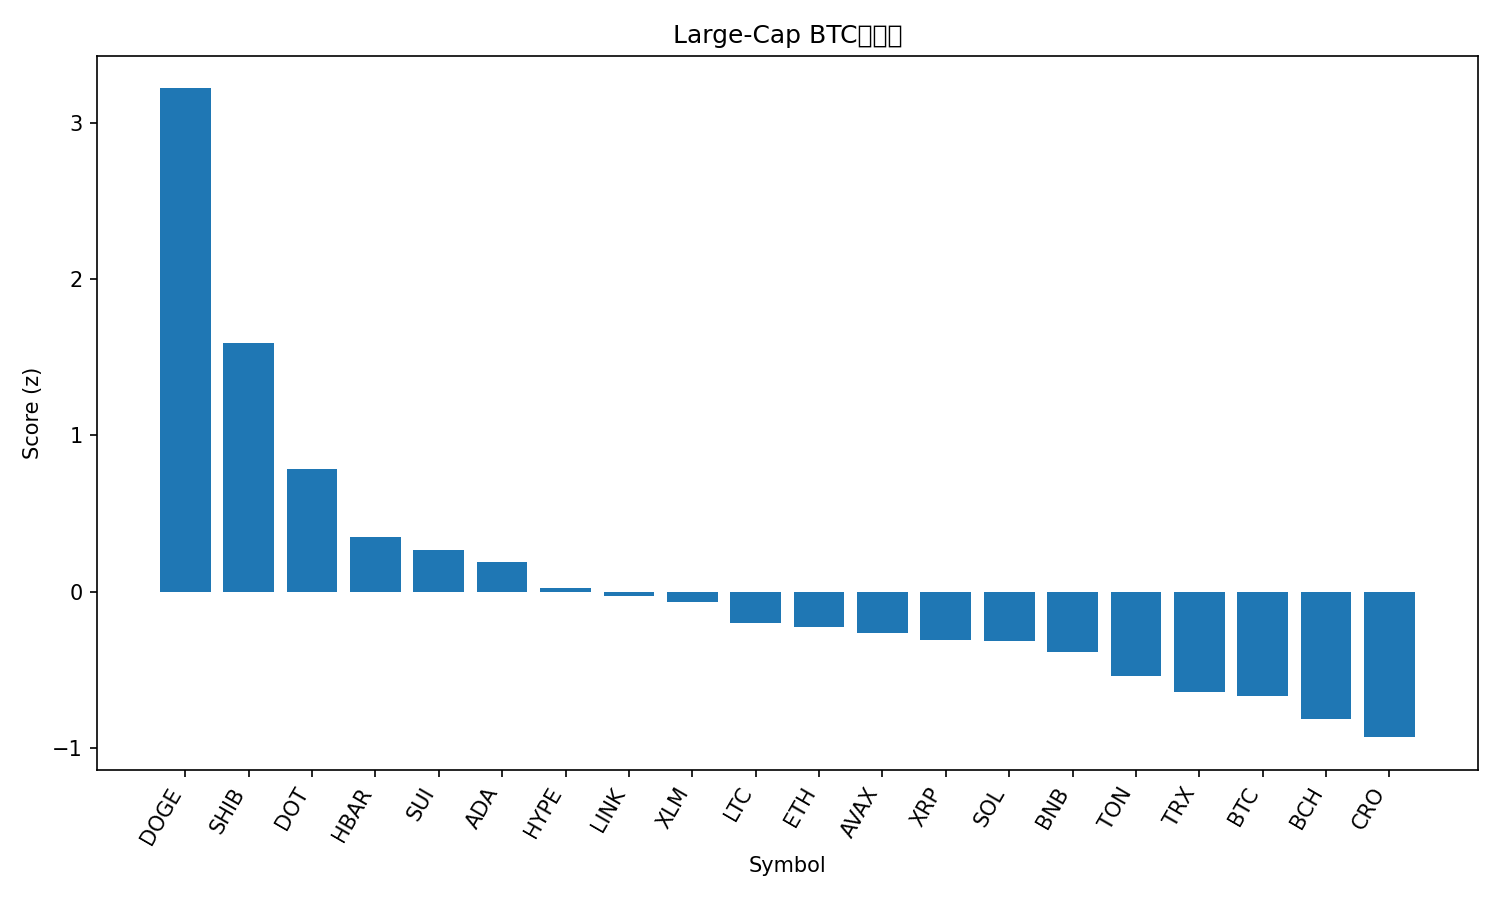 Large-Cap BTC
Score (z)
3
2
1
0
−1
DOGE
SHIB
DOT
HBAR
SUI
ADA
HYPE
LINK
XLM
LTC
ETH
AVAX
XRP
SOL
BNB
TON
TRX
BTC
BCH
CRO
Symbol